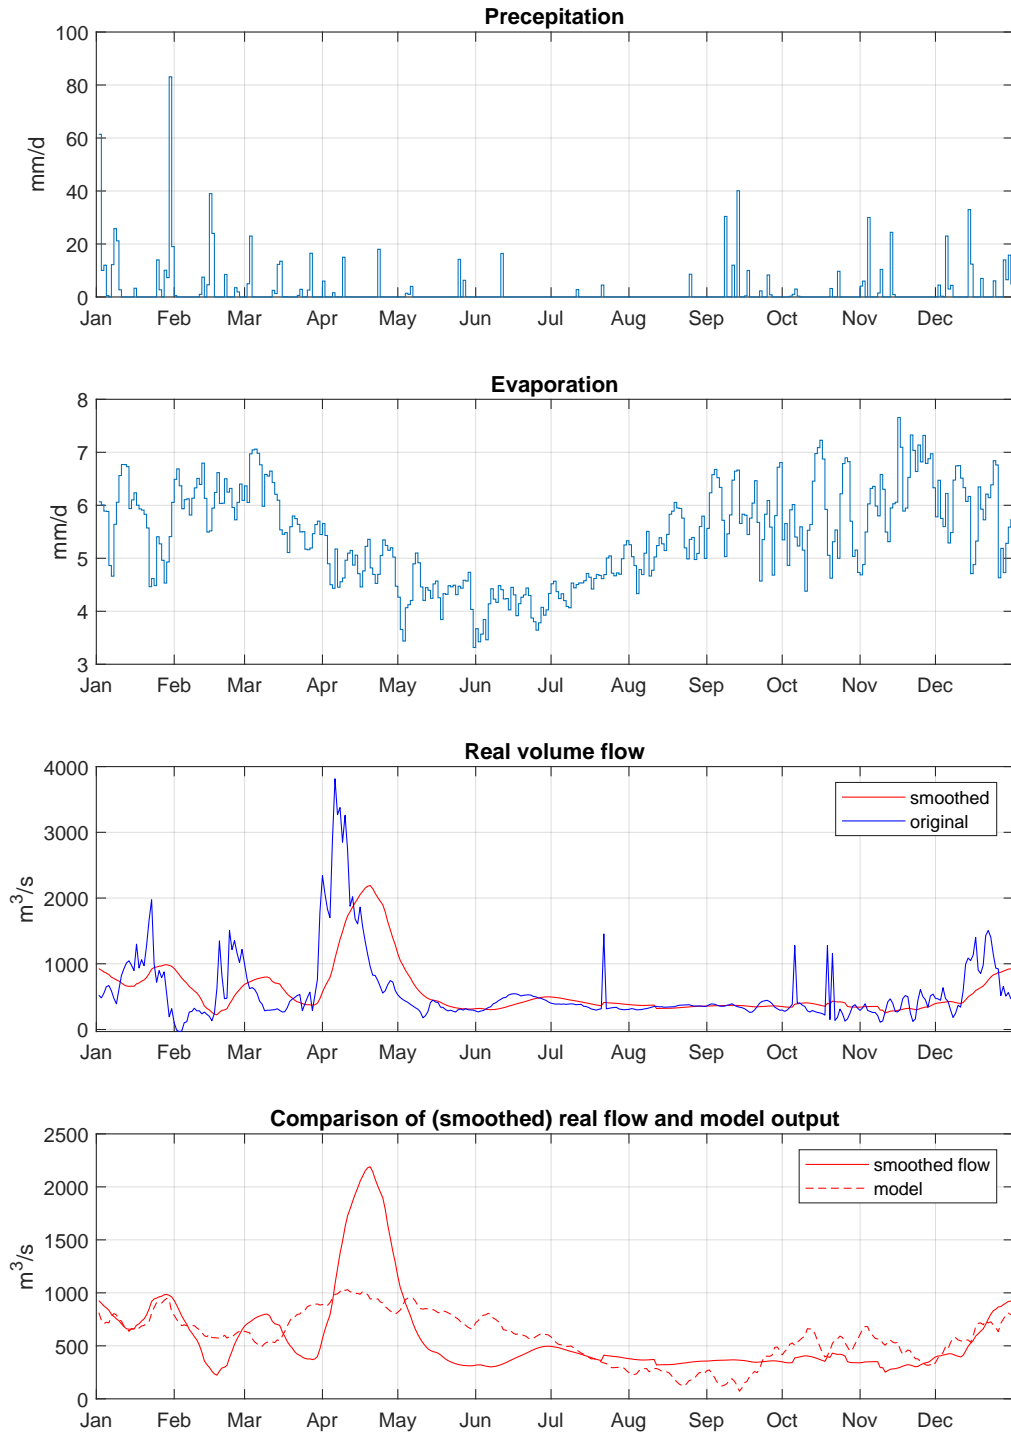 Precepitation
100
80
60
40
20
0
mm/d
Jan Feb Mar Apr May Jun Jul Aug Sep Oct Nov Dec
Evaporation
8
7
6
5
4
3
mm/d
Jan Feb Mar Apr May Jun Jul Aug Sep Oct Nov Dec
Real volume flow
4000
3000
2000
1000
0
m³/s
smoothed
original
Jan Feb Mar Apr May Jun Jul Aug Sep Oct Nov Dec
Comparison of (smoothed) real flow and model output
2500
2000
1500
1000
500
0
m³/s
smoothed flow
model
Jan Feb Mar Apr May Jun Jul Aug Sep Oct Nov Dec